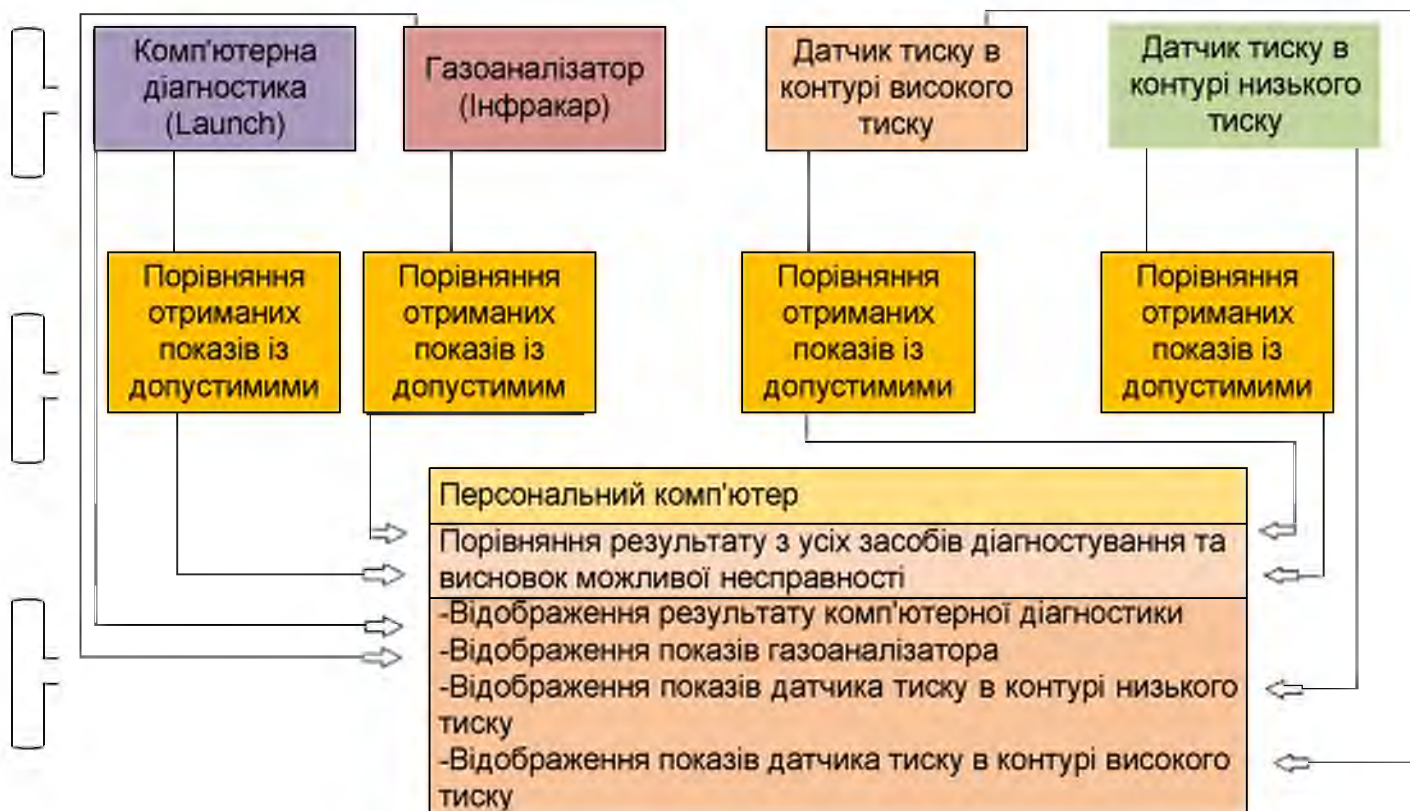 Комп'ютерна
діагностика
(Launch)
Газоаналізатор
(Інфракар)
Датчик тиску в
контурі високого
тиску
Датчик тиску в
контурі низького
тиску
Порівняння
отриманих
показів із
допустимими
Порівняння
отриманих
показів із
допустимим
Порівняння
отриманих
показів із
допустимими
Порівняння
отриманих
показів із
допустимими
Персональний комп'ютер
Порівняння результату з усіх засобів діагностування та
висновок можливої несправності
-Відображення результату комп'ютерної діагностики
-Відображення показів газоаналізатора
-Відображення показів датчика тиску в контурі низького
тиску
-Відображення показів датчика тиску в контурі високого
тиску